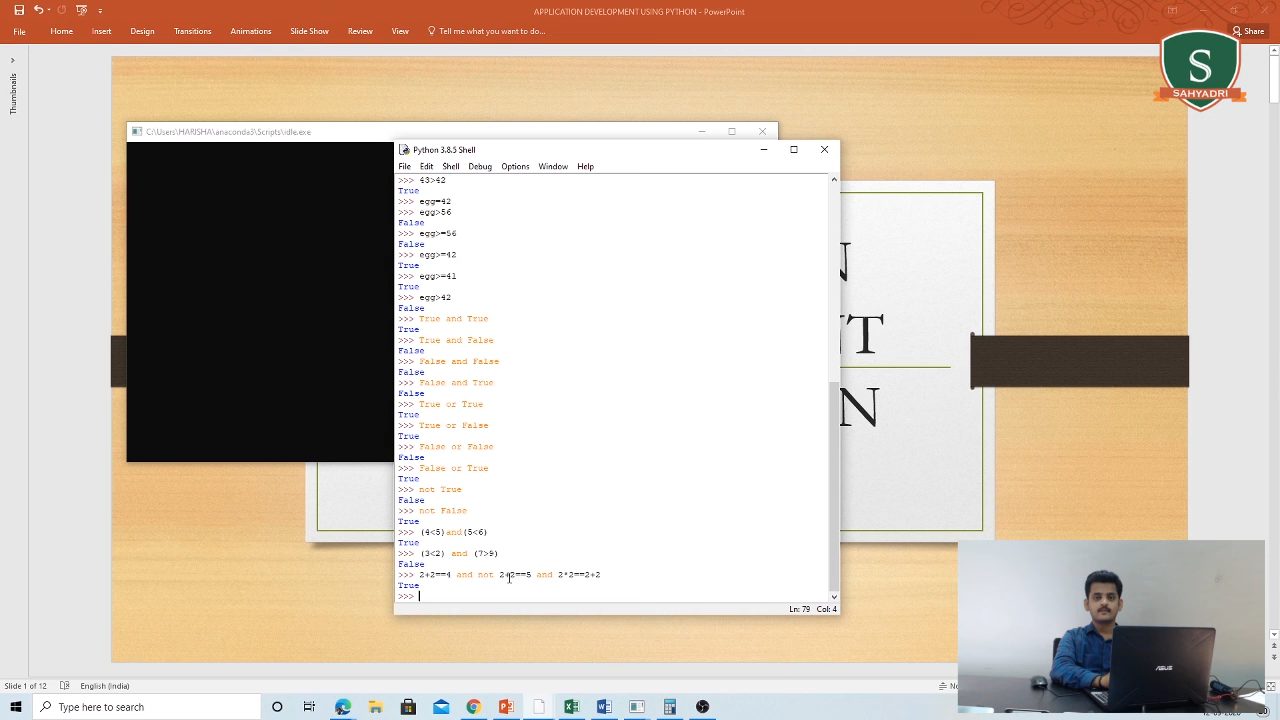 APPLICATION DEVELOPMENT USING PYTHON - PowerPoint
File Home Insert Design Transitions Animations Slide Show Review View Tell me what you want to do... Share
S
SAHYADRI
Thumbnails
C:\Users\HARISHA\anaconda3\Scripts\idle.exe
Python 3.8.5 Shell
File Edit Shell Debug Options Window Help
>>> 43>42
True
>>> egg=42
>>> egg>56
False
>>> egg>=56
False
>>> egg>=42
True
>>> egg>=41
True
>>> egg>42
False
>>> True and True
True
>>> True and False
False
>>> False and False
False
>>> False and True
False
>>> True or True
True
>>> True or False
True
>>> False or False
False
>>> False or True
True
>>> not True
False
>>> not False
True
>>> (4<5)and(5<6)
True
>>> (3<2) and (7>9)
False
>>> 2+2==4 and not 2+2==5 and 2*2==2+2
True
>>>
Ln: 79 Col: 4
N
T
N
ASUS
Slide 1 of 12 English (India)
Type here to search